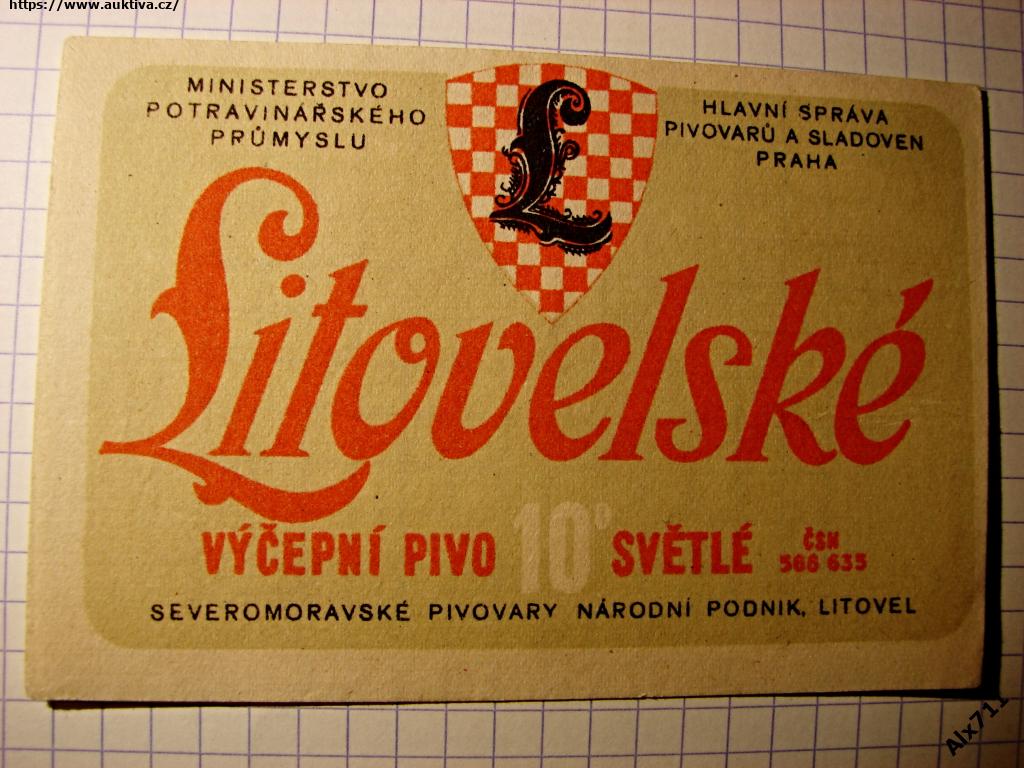 https://www.auktiva.cz/
MINISTERSTVO
POTRAVINÁŘSKÉHO
PRŮMYSLU
L
HLAVNÍ SPRÁVA
PIVOVARŮ A SLADOVEN
PRAHA
Litovelské
VÝČEPNÍ PIVO 10° SVĚTLÉ
ČSN
566 635
SEVEROMORAVSKÉ PIVOVARY NÁRODNÍ PODNIK, LITOVEL
Alx711